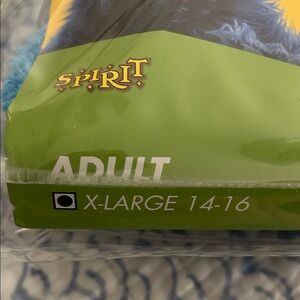 SPIRIT
ADULT
X-LARGE 14-16